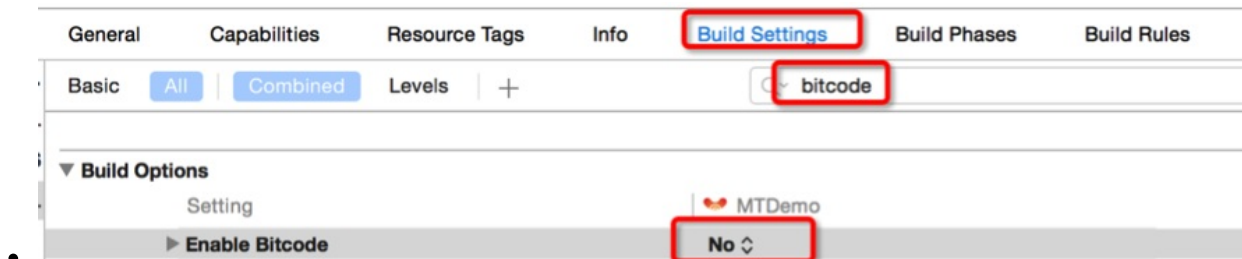 General Capabilities Resource Tags Info Build Settings Build Phases Build Rules
Basic All Combined Levels +
bitcode
Build Options
Setting MTDemo
Enable Bitcode No